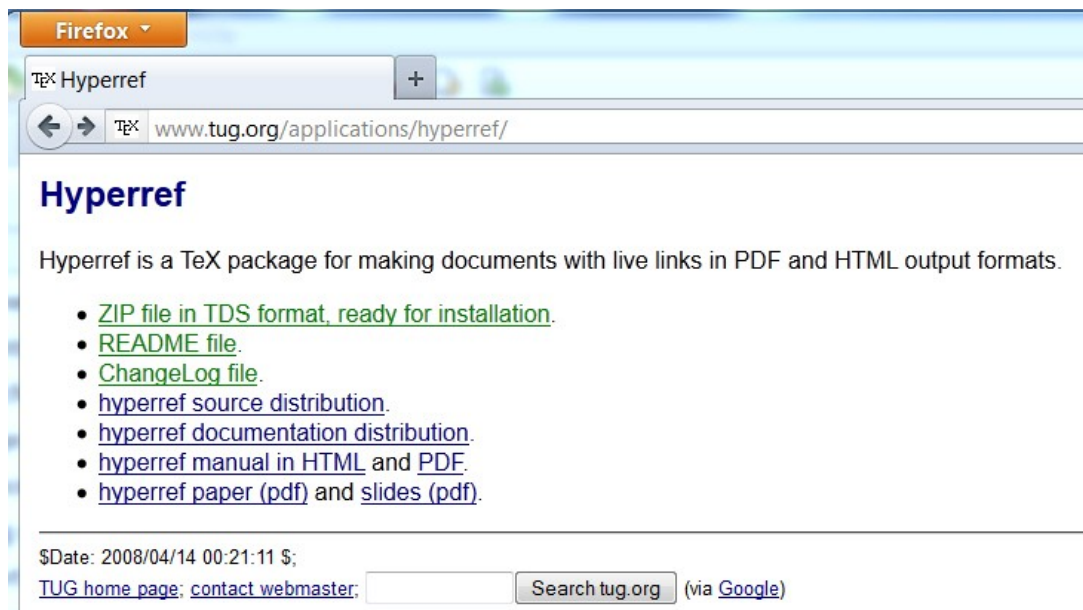 Firefox
TEX Hyperref
+
TEX www.tug.org/applications/hyperref/
Hyperref
Hyperref is a TeX package for making documents with live links in PDF and HTML output formats.
• ZIP file in TDS format, ready for installation.
• README file.
• ChangeLog file.
• hyperref source distribution.
• hyperref documentation distribution.
• hyperref manual in HTML and PDF.
• hyperref paper (pdf) and slides (pdf).
$Date: 2008/04/14 00:21:11 $;
TUG home page; contact webmaster; Search tug.org (via Google)